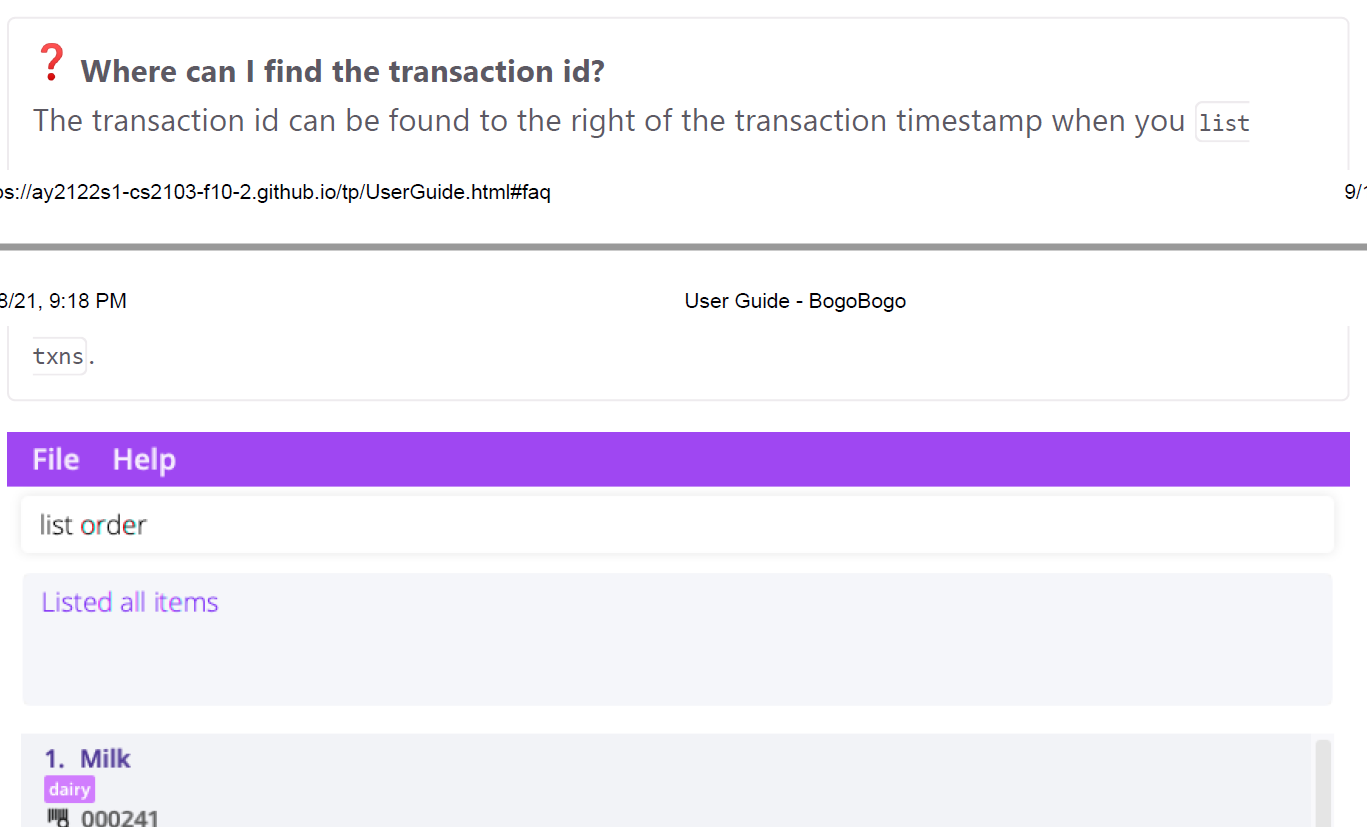 ❓ Where can I find the transaction id?
The transaction id can be found to the right of the transaction timestamp when you list
ps://ay2122s1-cs2103-f10-2.github.io/tp/UserGuide.html#faq 9/1
8/21, 9:18 PM User Guide - BogoBogo
txns.
File Help
list order
Listed all items
1. Milk
dairy
000241